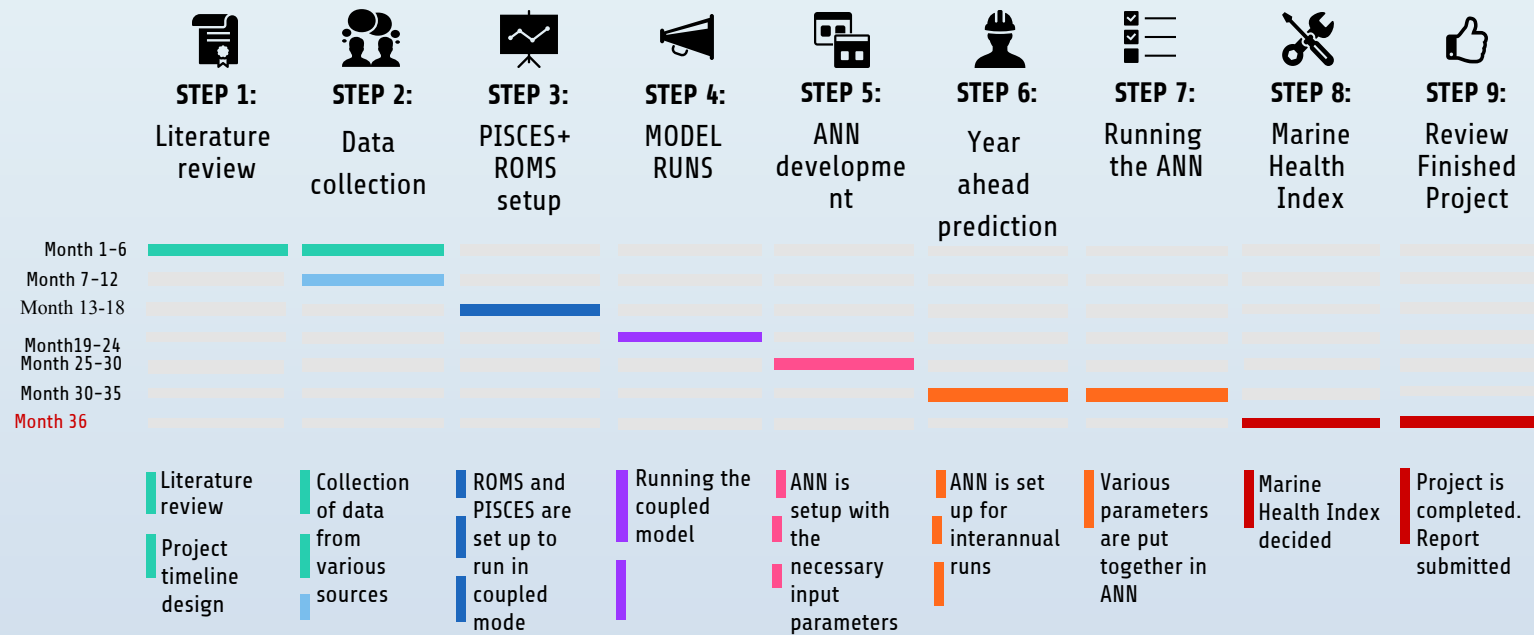 STEP 1:
Literature
review
STEP 2:
Data
collection
STEP 3:
PISCES+
ROMS
setup
STEP 4:
MODEL
RUNS
STEP 5:
ANN
developme
nt
STEP 6:
Year
ahead
prediction
STEP 7:
Running
the ANN
STEP 8:
Marine
Health
Index
STEP 9:
Review
Finished
Project
Month 1-6
Month 7-12
Month 13-18
Month19-24
Month 25-30
Month 30-35
Month 36
Literature
review
Project
timeline
design
Collection
of data
from
various
sources
ROMS and
PISCES are
set up to
run in
coupled
mode
Running the
coupled
model
ANN is
setup with
the
necessary
input
parameters
ANN is set
up for
interannual
runs
Various
parameters
are put
together in
ANN
Marine
Health Index
decided
Project is
completed.
Report
submitted